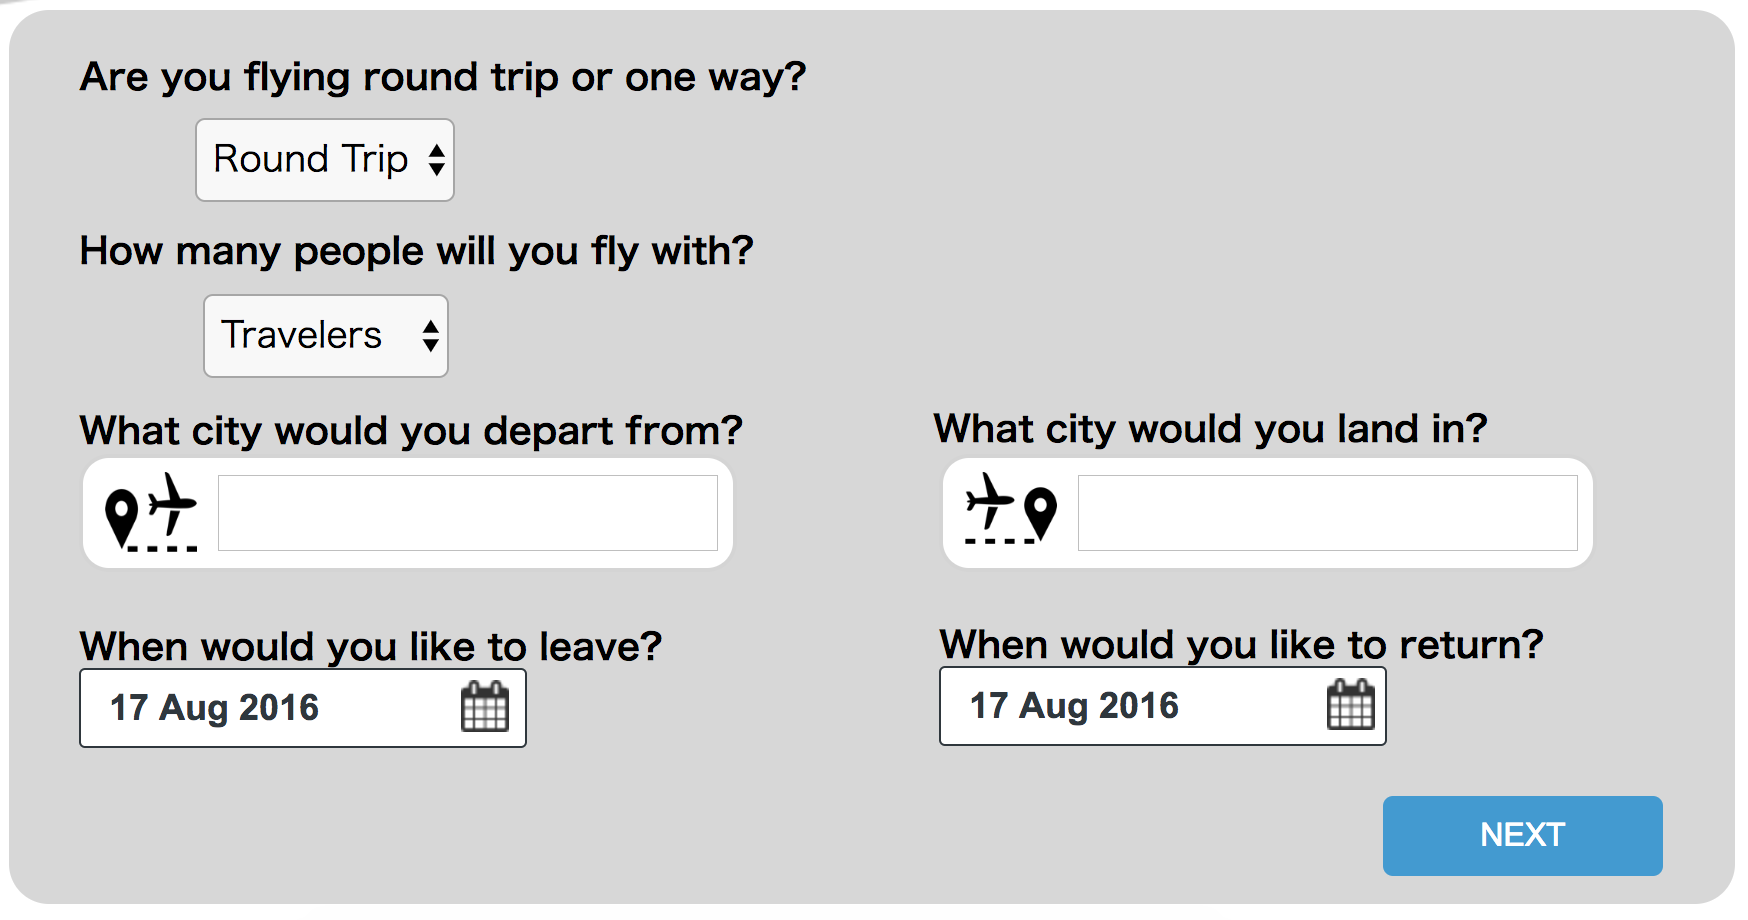 Are you flying round trip or one way?
Round Trip
How many people will you fly with?
Travelers
What city would you depart from?
What city would you land in?
When would you like to leave?
When would you like to return?
17 Aug 2016
17 Aug 2016
NEXT